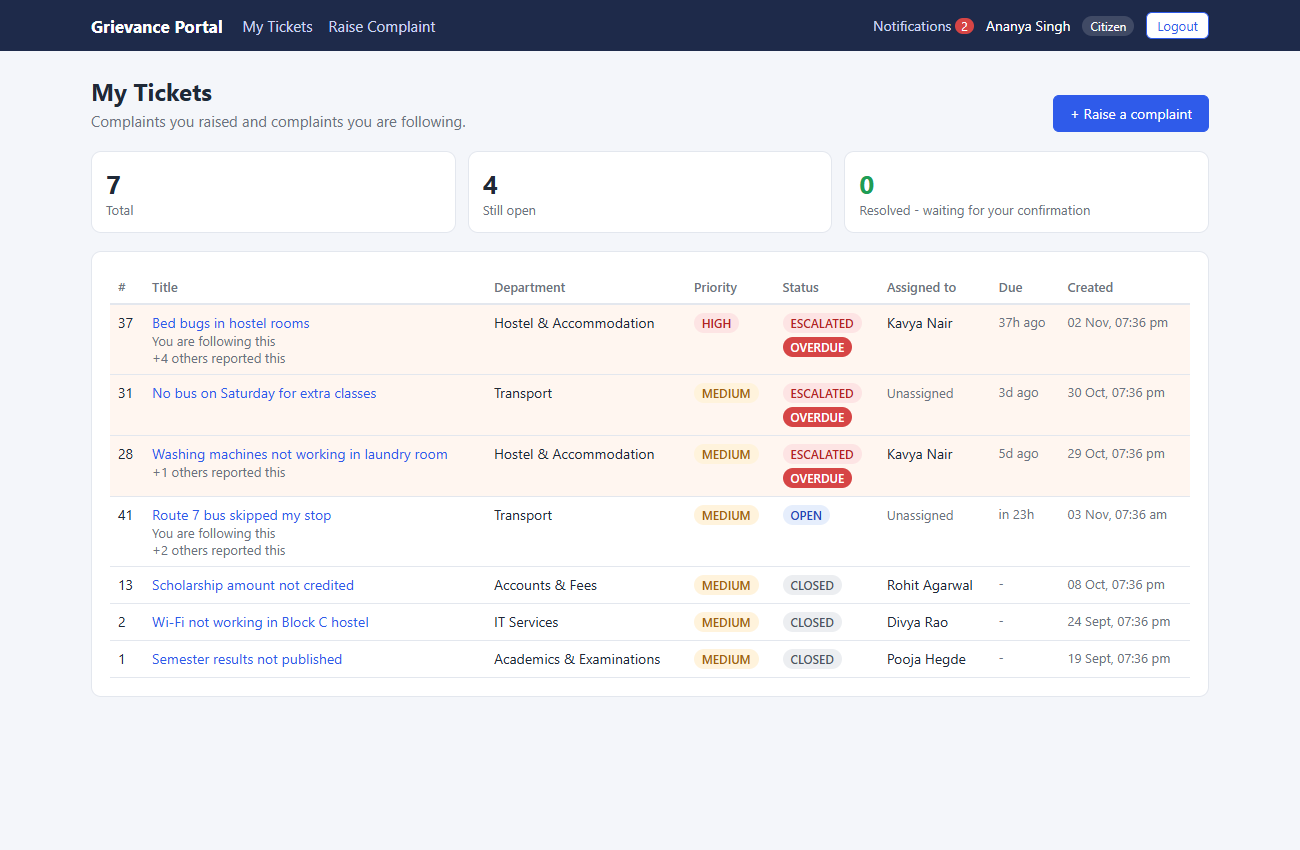 Grievance Portal My Tickets Raise Complaint Notifications 2 Ananya Singh Citizen Logout
My Tickets
Complaints you raised and complaints you are following.
+ Raise a complaint
7
Total
4
Still open
0
Resolved - waiting for your confirmation
# Title Department Priority Status Assigned to Due Created
37 Bed bugs in hostel rooms Hostel & Accommodation HIGH ESCALATED Kavya Nair 37h ago 02 Nov, 07:36 pm
You are following this OVERDUE
+4 others reported this
31 No bus on Saturday for extra classes Transport MEDIUM ESCALATED Unassigned 3d ago 30 Oct, 07:36 pm
OVERDUE
28 Washing machines not working in laundry room Hostel & Accommodation MEDIUM ESCALATED Kavya Nair 5d ago 29 Oct, 07:36 pm
+1 others reported this OVERDUE
41 Route 7 bus skipped my stop Transport MEDIUM OPEN Unassigned in 23h 03 Nov, 07:36 am
You are following this
+2 others reported this
13 Scholarship amount not credited Accounts & Fees MEDIUM CLOSED Rohit Agarwal - 08 Oct, 07:36 pm
2 Wi-Fi not working in Block C hostel IT Services MEDIUM CLOSED Divya Rao - 24 Sept, 07:36 pm
1 Semester results not published Academics & Examinations MEDIUM CLOSED Pooja Hegde - 19 Sept, 07:36 pm